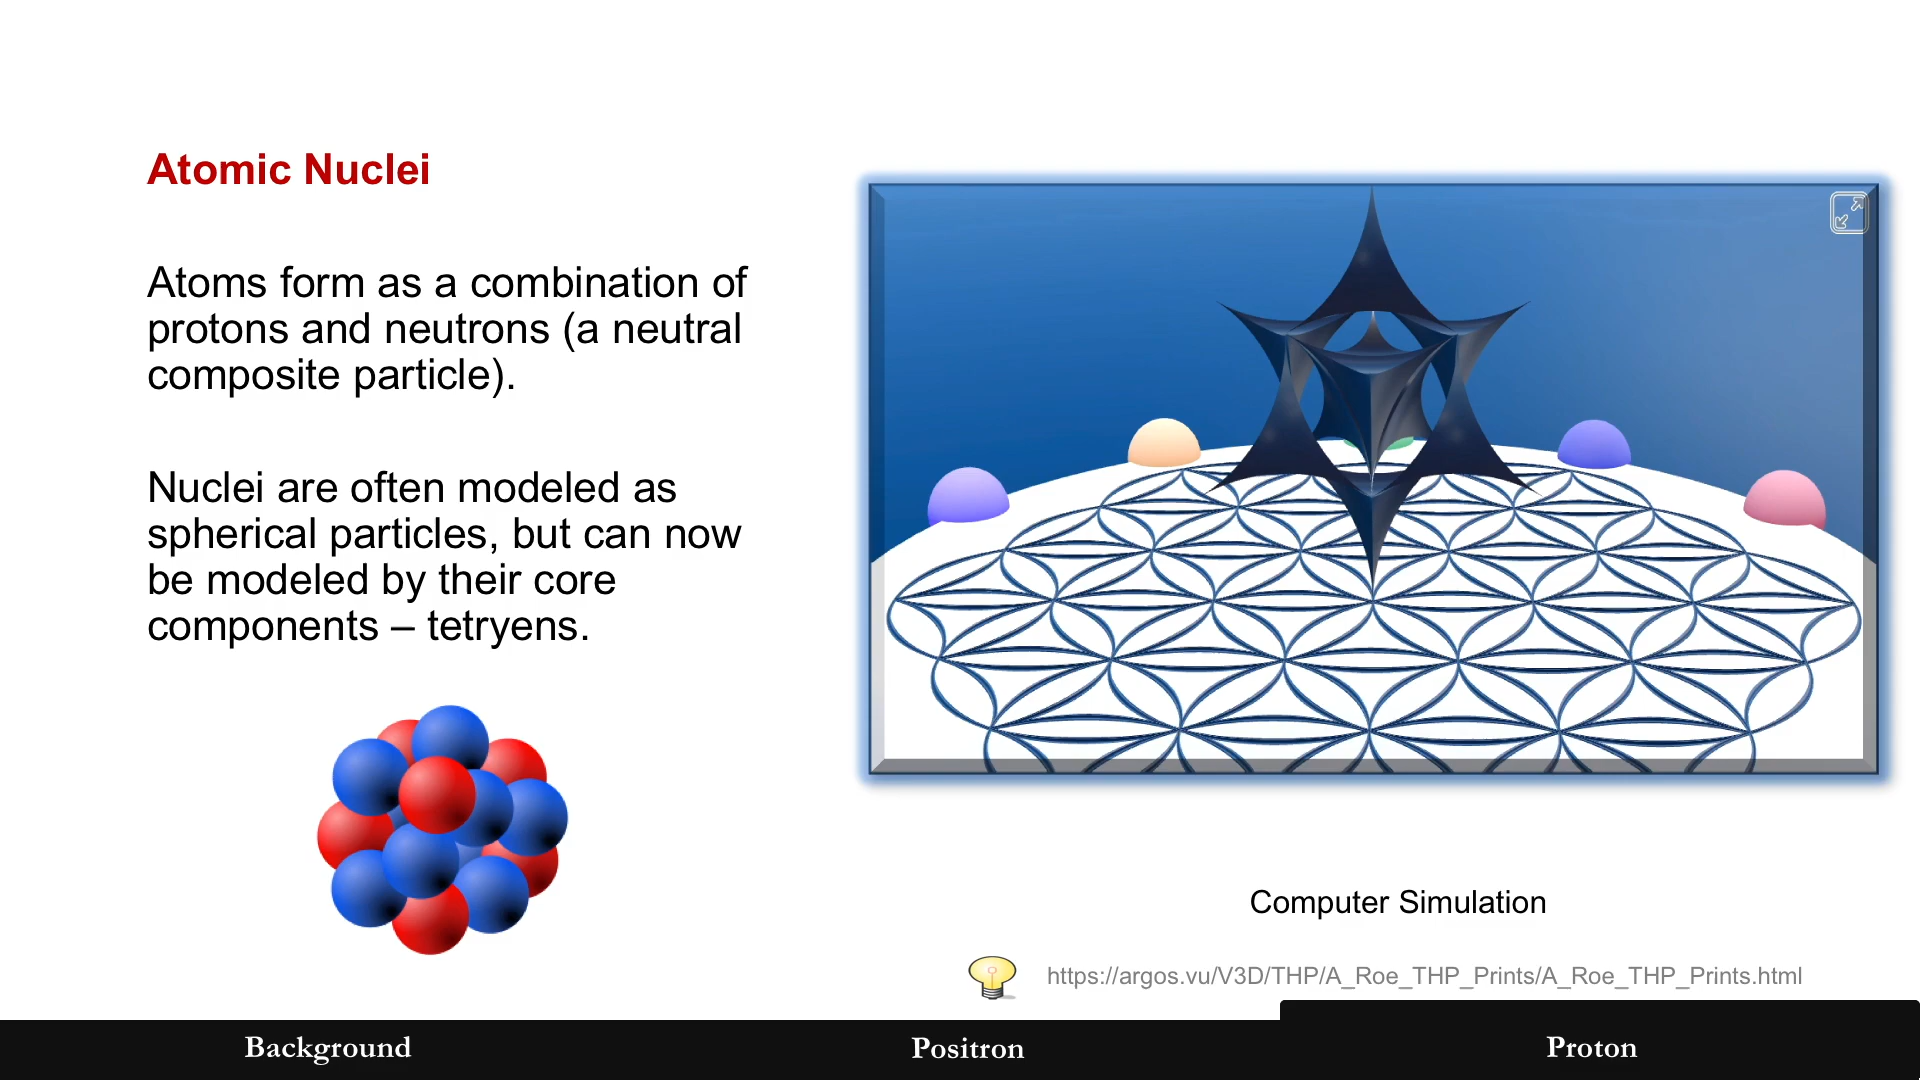 Atomic Nuclei
Atoms form as a combination of
protons and neutrons (a neutral
composite particle).
Nuclei are often modeled as
spherical particles, but can now
be modeled by their core
components – tetryens.
Computer Simulation
https://argos.vu/V3D/THP/A_Roe_THP_Prints/A_Roe_THP_Prints.html
Background
Positron
Proton